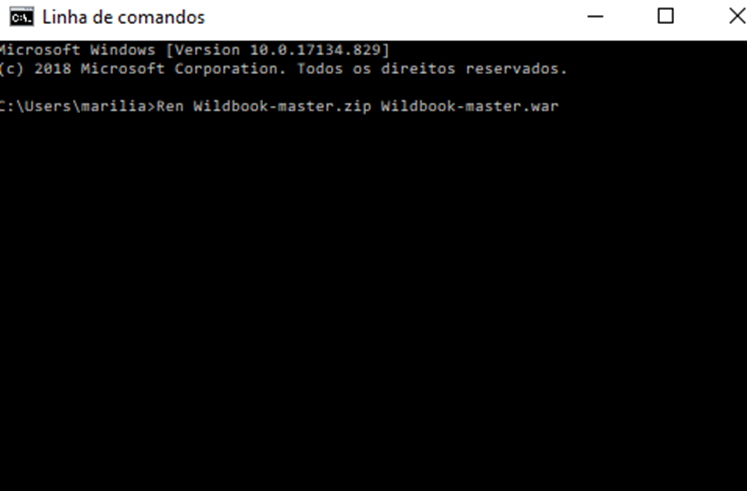 Linha de comandos
Microsoft Windows [Version 10.0.17134.829]
(c) 2018 Microsoft Corporation. Todos os direitos reservados.
C:\Users\marilia>Ren Wildbook-master.zip Wildbook-master.war